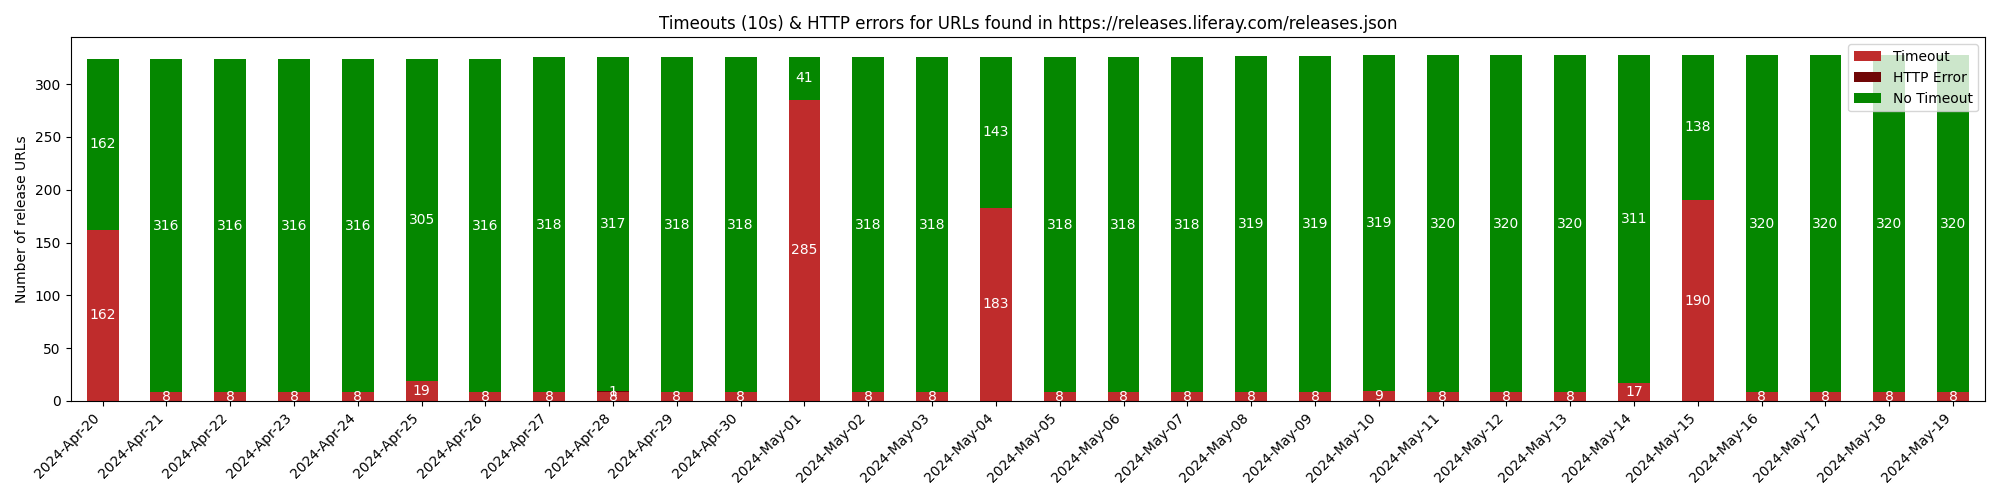 Timeouts (10s) & HTTP errors for URLs found in https://releases.liferay.com/releases.json
Number of release URLs
300
250
200
150
100
50
0
Timeout
HTTP Error
No Timeout
162 316 316 316 316 305 316 318 317 318 318 41 318 318 143 318 318 318 319 319 319 320 320 320 311 138 320 320 320 320
1
162 8 8 8 8 19 8 8 8 8 8 285 8 8 183 8 8 8 8 8 9 8 8 8 17 190 8 8 8 8
2024-Apr-20
2024-Apr-21
2024-Apr-22
2024-Apr-23
2024-Apr-24
2024-Apr-25
2024-Apr-26
2024-Apr-27
2024-Apr-28
2024-Apr-29
2024-Apr-30
2024-May-01
2024-May-02
2024-May-03
2024-May-04
2024-May-05
2024-May-06
2024-May-07
2024-May-08
2024-May-09
2024-May-10
2024-May-11
2024-May-12
2024-May-13
2024-May-14
2024-May-15
2024-May-16
2024-May-17
2024-May-18
2024-May-19